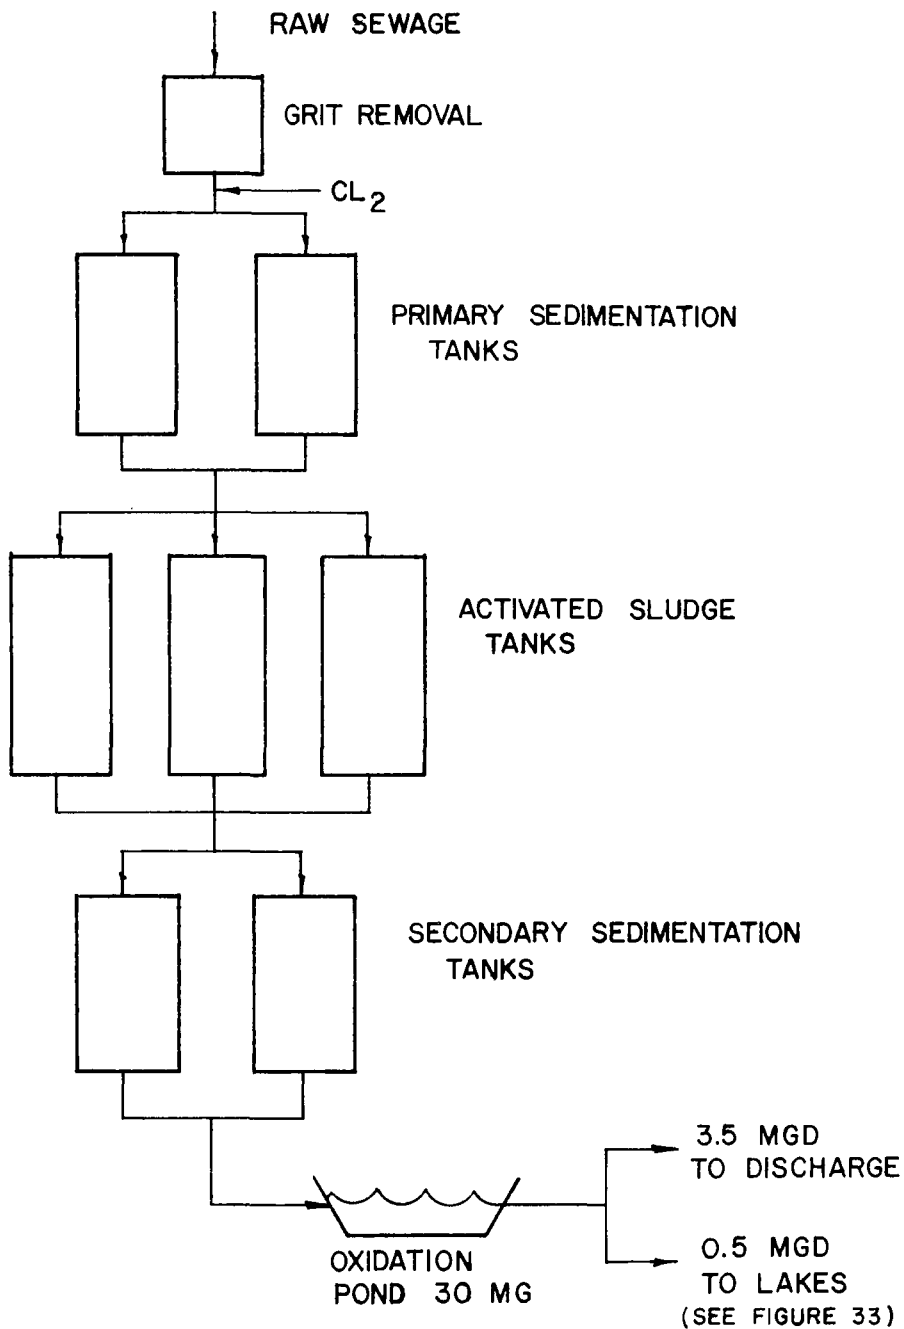 RAW SEWAGE
GRIT REMOVAL
CL2
PRIMARY SEDIMENTATION
TANKS
ACTIVATED SLUDGE
TANKS
SECONDARY SEDIMENTATION
TANKS
3.5 MGD
TO DISCHARGE
OXIDATION
POND 30 MG
0.5 MGD
TO LAKES
(SEE FIGURE 33)